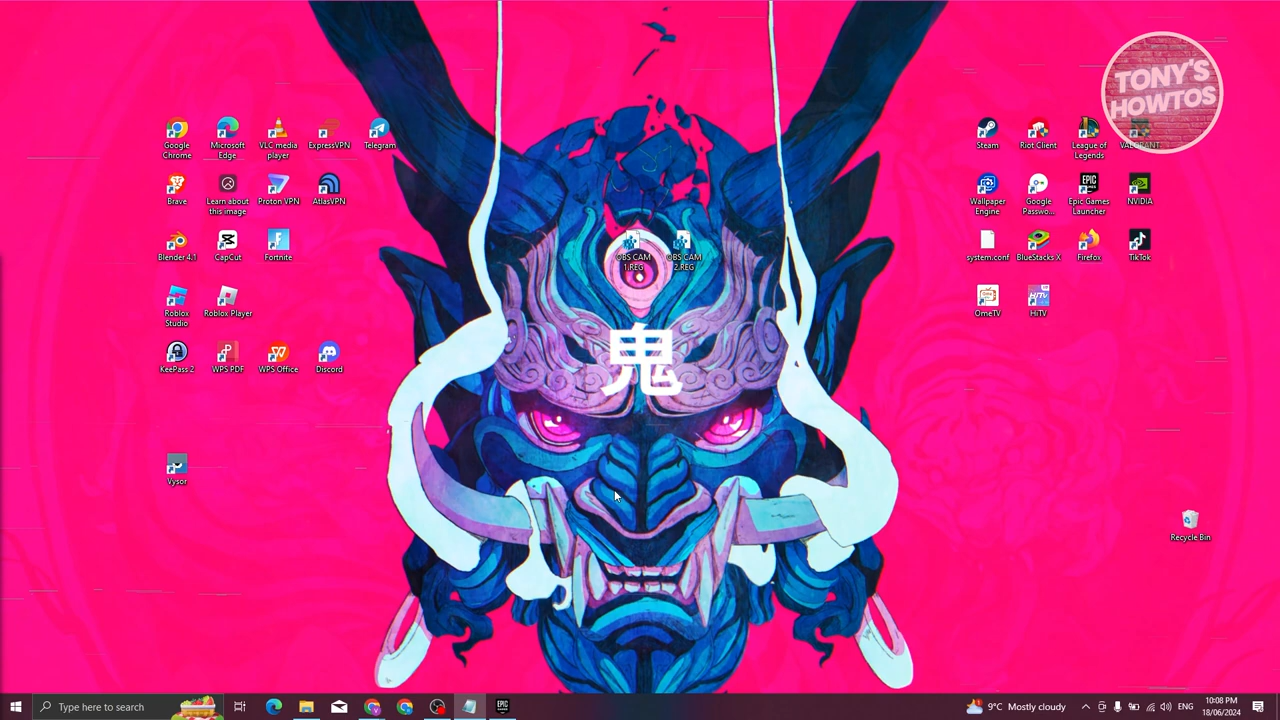 TONY'S
HOWTOS
Google
Chrome
Microsoft
Edge
VLC media
player
ExpressVPN
Telegram
Steam
Riot Client
League of
Legends
VALORANT
Brave
Learn about
this image
Proton VPN
AtlasVPN
Wallpaper
Engine
Google
Passwo...
Epic Games
Launcher
NVIDIA
Blender 4.1
CapCut
Fortnite
OBS CAM
1.REG
OBS CAM
2.REG
system.conf
BlueStacks X
Firefox
TikTok
Roblox
Studio
Roblox Player
OmeTV
HiTV
鬼
KeePass 2
WPS PDF
WPS Office
Discord
Vysor
Recycle Bin
Type here to search
9°C Mostly cloudy
ENG
10:08 PM
18/06/2024